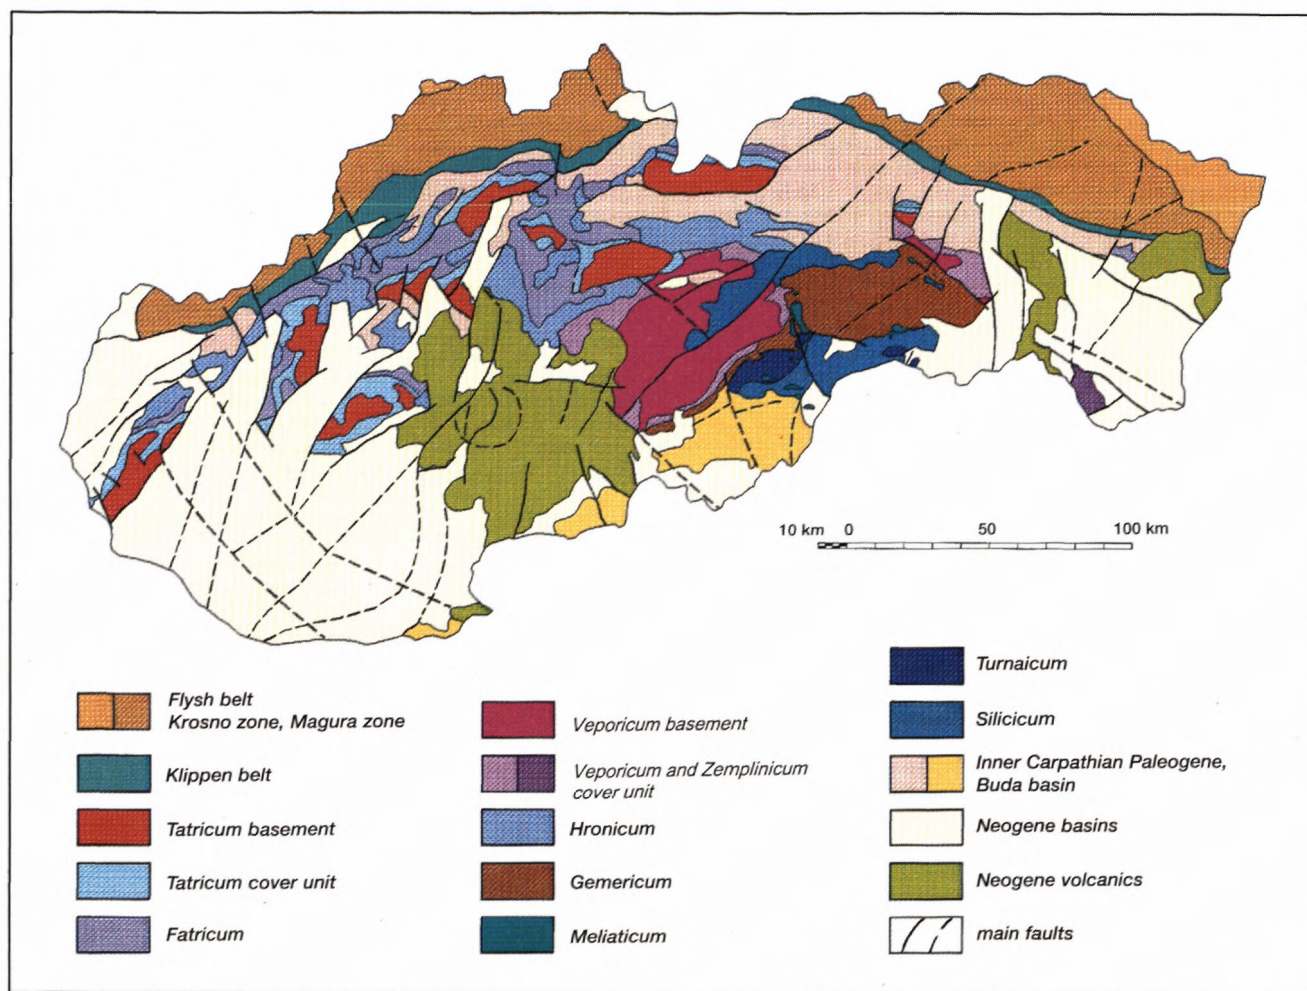 10 km 0 50 100 km
Flysh belt
Krosno zone, Magura zone
Klippen belt
Tatricum basement
Tatricum cover unit
Fatricum
Veporicum basement
Veporicum and Zemplinicum
cover unit
Hronicum
Gemericum
Meliaticum
Turnaicum
Silicicum
Inner Carpathian Paleogene,
Buda basin
Neogene basins
Neogene volcanics
main faults